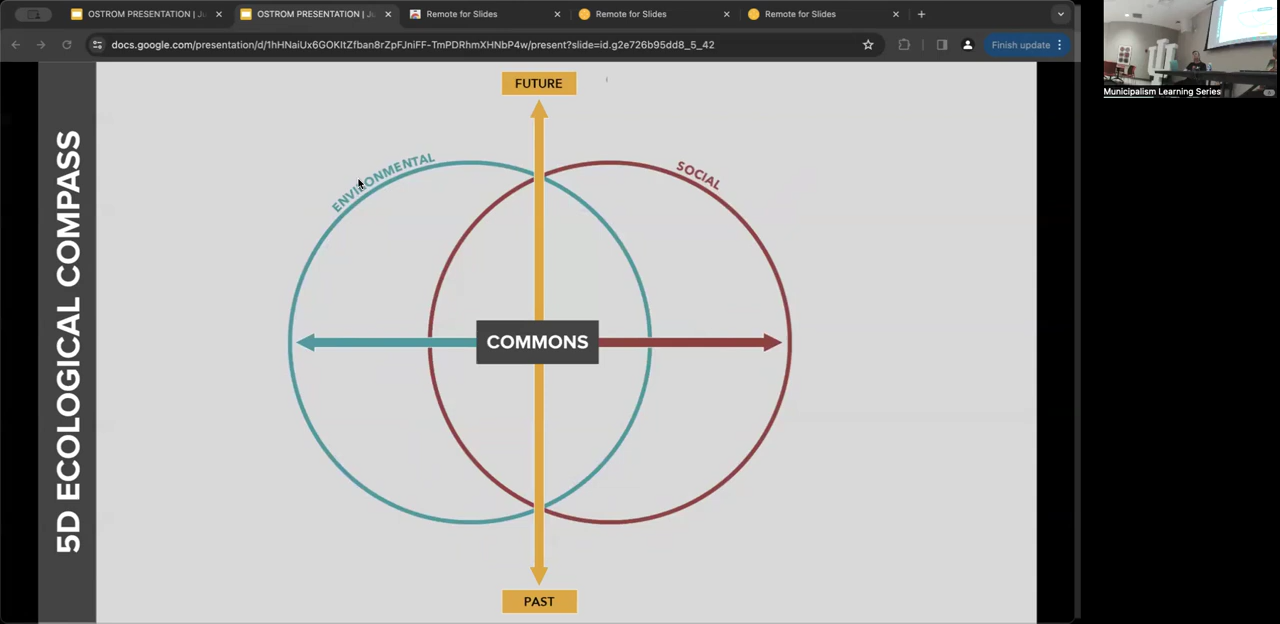 OSTROM PRESENTATION | Ju
OSTROM PRESENTATION | Ju
Remote for Slides
Remote for Slides
Remote for Slides
docs.google.com/presentation/d/1hHNaiUx6GOKItZfban8rZpFJniFF-TmPDRhmXHNbP4w/present?slide=id.g2e726b95dd8_5_42
Finish update
Municipalism Learning Series
5D ECOLOGICAL COMPASS
FUTURE
ENVIRONMENTAL
SOCIAL
COMMONS
PAST